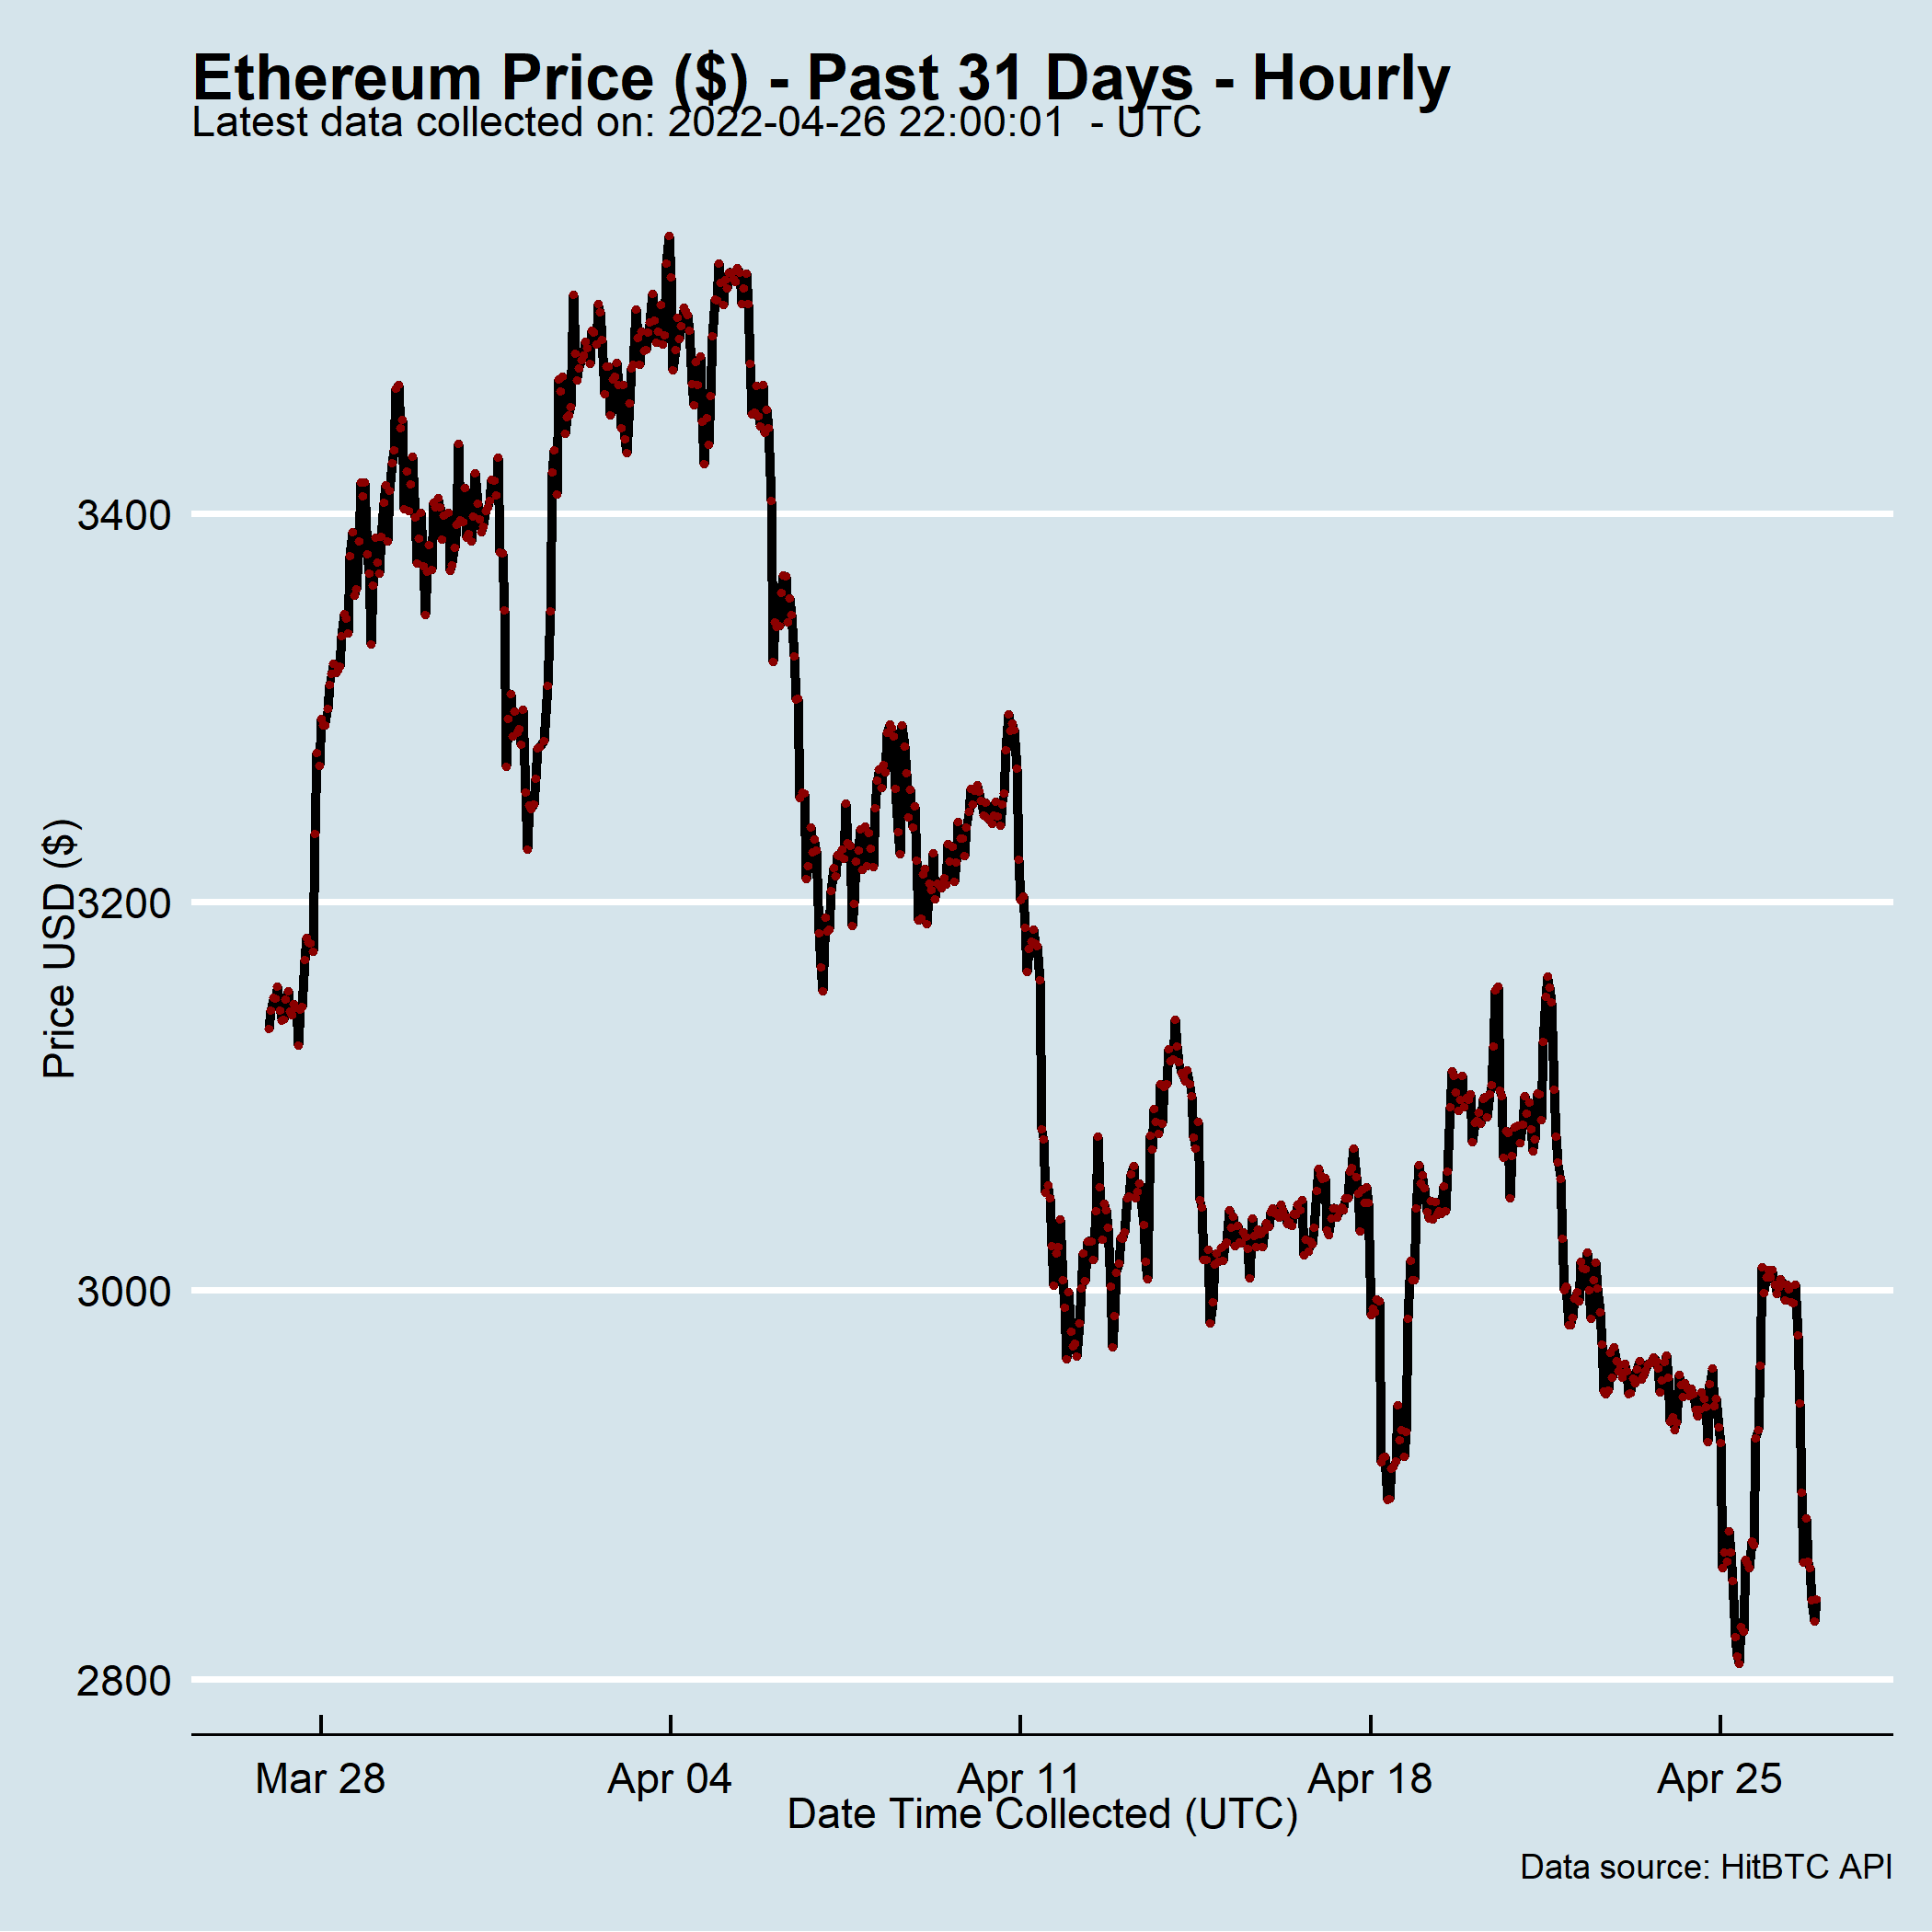 Ethereum Price ($) - Past 31 Days - Hourly
Latest data collected on: 2022-04-26 22:00:01  - UTC
Price USD ($)
3400
3200
3000
2800
Mar 28
Apr 04
Apr 11
Apr 18
Apr 25
Date Time Collected (UTC)
Data source: HitBTC API